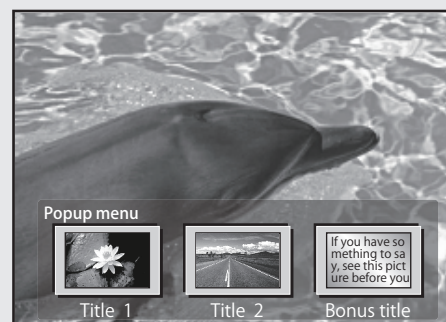 Popup menu
If you have so
mething to sa
y, see this pict
ure before you
Title 1
Title 2
Bonus title